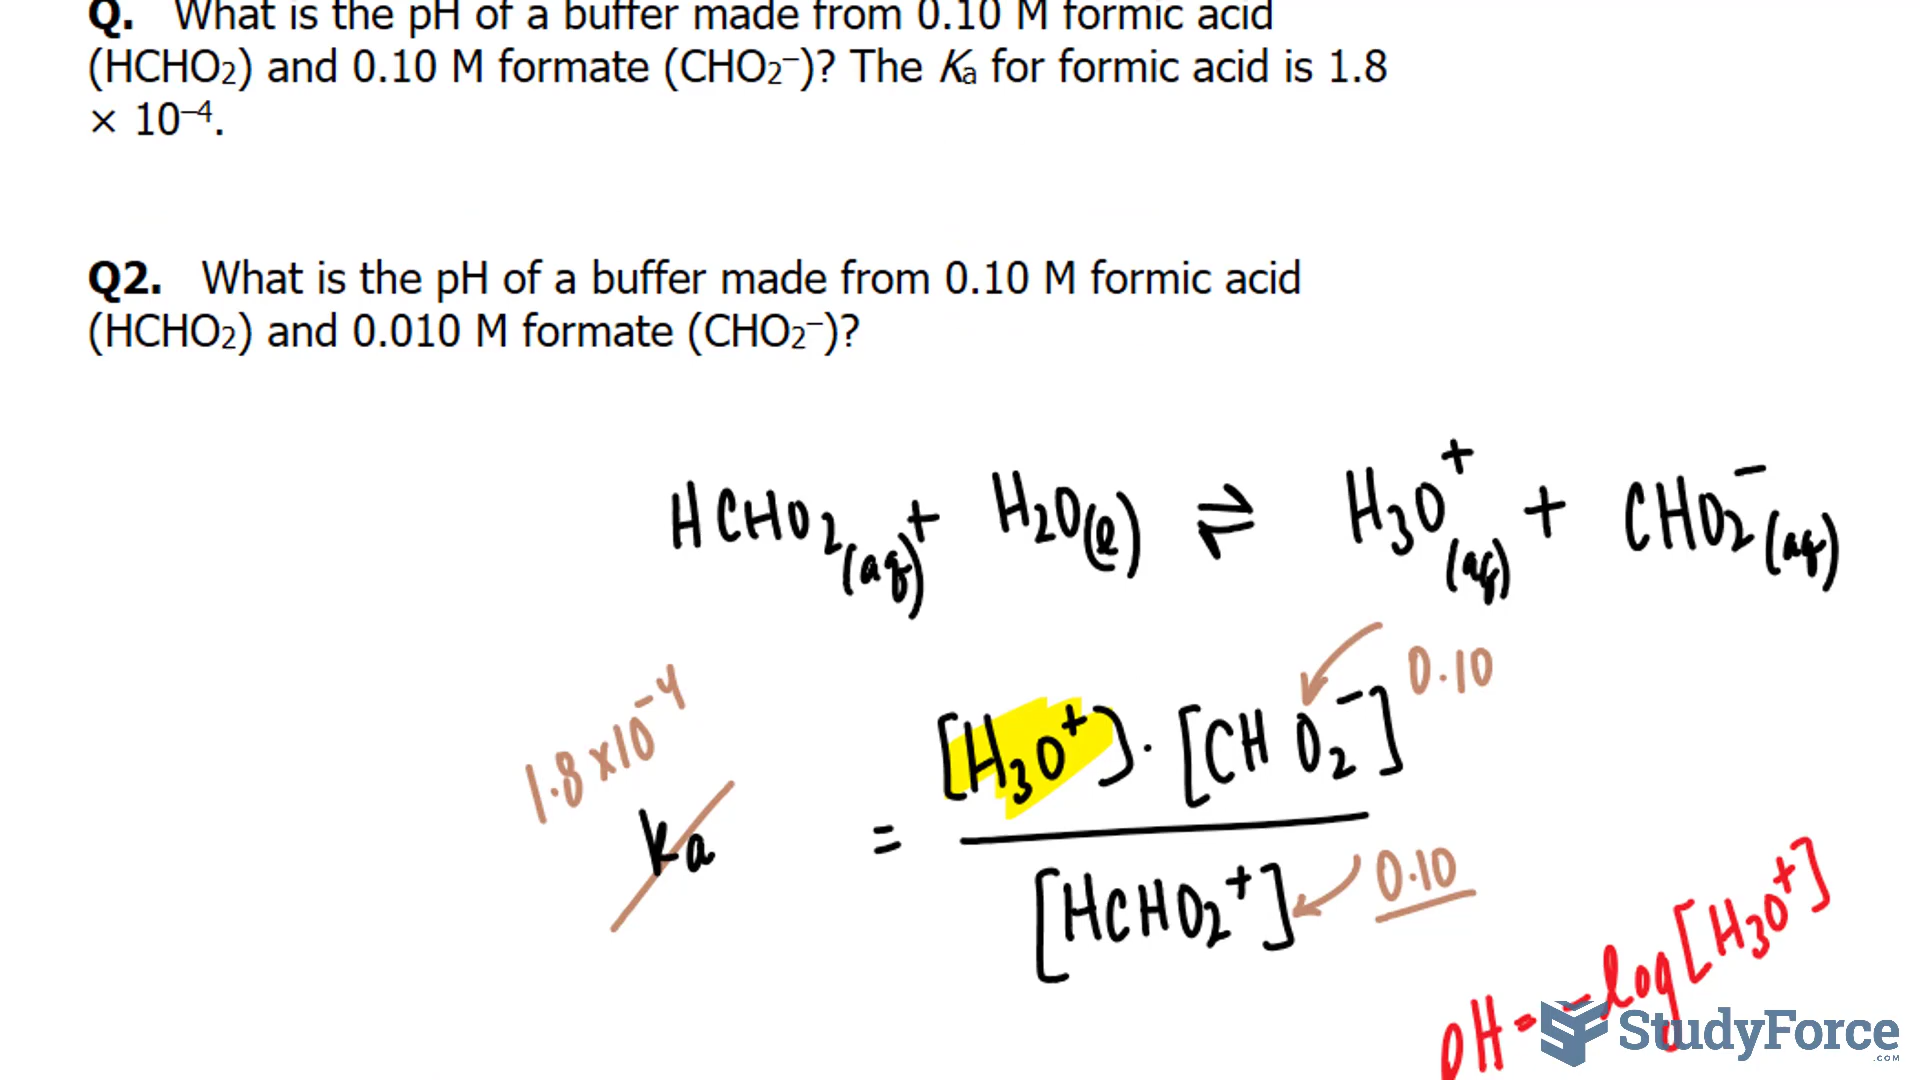 Q. What is the pH of a buffer made from 0.10 M formic acid
(HCHO₂) and 0.10 M formate (CHO₂⁻)? The Kₐ for formic acid is 1.8
× 10⁻⁴.
Q2. What is the pH of a buffer made from 0.10 M formic acid
(HCHO₂) and 0.010 M formate (CHO₂⁻)?
HCHO₂(aq) + H₂O(l) ⇌ H₃O⁺(aq) + CHO₂⁻(aq)
0.10
1.8×10⁻⁴
[H₃O⁺]·[CHO₂⁻]
ka =
[HCHO₂⁺] 0.10
pH = -log[H₃O⁺]
StudyForce
.COM